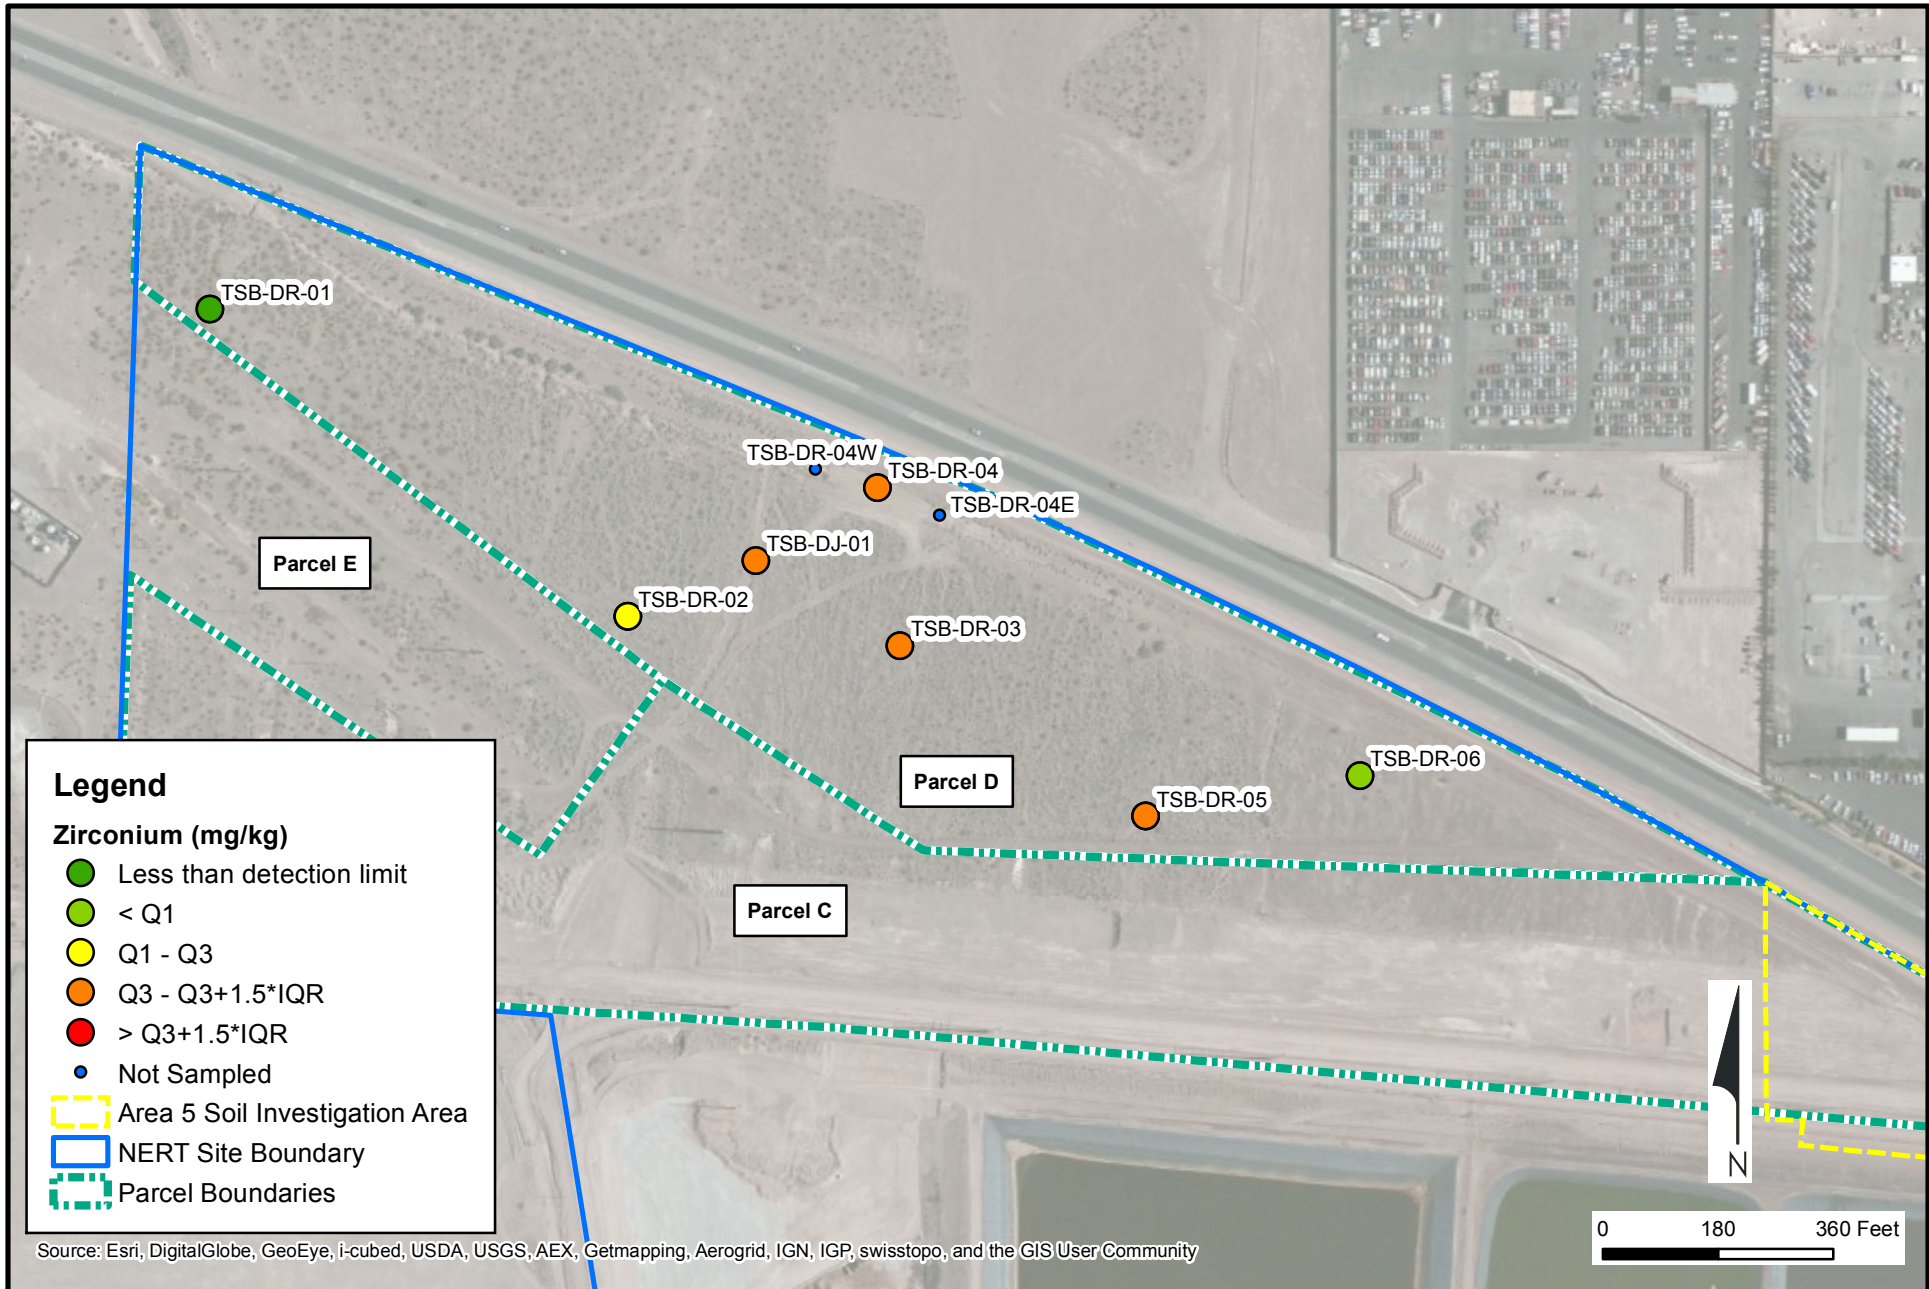 TSB-DR-01
TSB-DR-04W
TSB-DR-04
TSB-DR-04E
TSB-DJ-01
Parcel E
TSB-DR-02
TSB-DR-03
TSB-DR-06
Parcel D
TSB-DR-05
Parcel C
Legend
Zirconium (mg/kg)
Less than detection limit
< Q1
Q1 - Q3
Q3 - Q3+1.5*IQR
> Q3+1.5*IQR
Not Sampled
Area 5 Soil Investigation Area
NERT Site Boundary
Parcel Boundaries
N
0 180 360 Feet
Source: Esri, DigitalGlobe, GeoEye, i-cubed, USDA, USGS, AEX, Getmapping, Aerogrid, IGN, IGP, swisstopo, and the GIS User Community